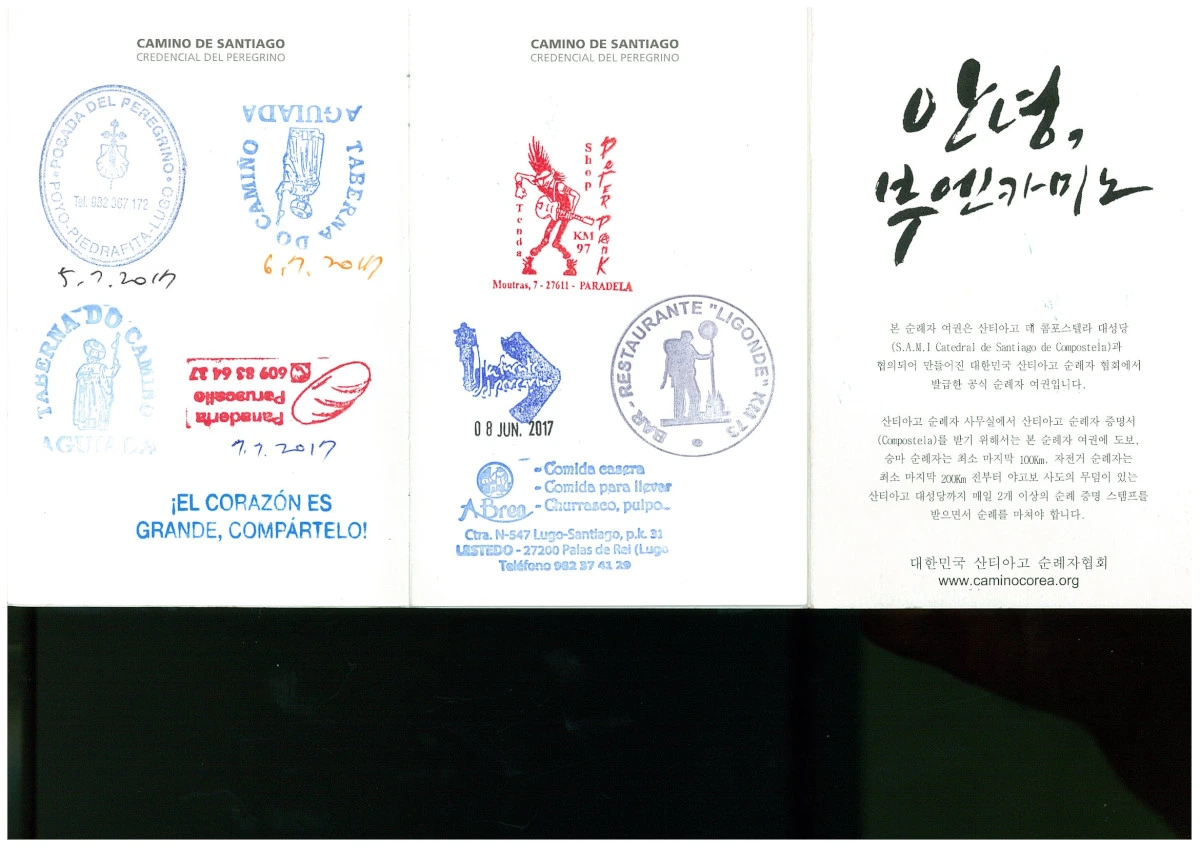 CAMINO DE SANTIAGO
CREDENCIAL DEL PEREGRINO
POSADA DEL PEREGRINO
Tel. 982 367 172
POYO-PIEDRAFITA-LUGO
5.7.2017
TABERNA DO CAMIÑO
AGUIADA
6.7.2017
TABERNA DO CAMIÑO
AGUIADA
Panadería
Peruscallo
609 83 64 37
7.7.2017
¡EL CORAZÓN ES
GRANDE, COMPÁRTELO!
CAMINO DE SANTIAGO
CREDENCIAL DEL PEREGRINO
Tenda
Shop
PeTER PanK
KM
97
Moutras, 7 - 27611 - PARADELA
08 JUN. 2017
BAR - RESTAURANTE "LIGONDE" KM 73
A Brea
- Comida casera
- Comida para llevar
- Churrasco, pulpo...
Ctra. N-547 Lugo-Santiago, p.k. 31
LESTEDO - 27200 Palas de Rei (Lugo
Teléfono 982 37 41 29
안녕,
부엔카미노
본 순례자 여권은 산티아고 데 콤포스텔라 대성당
(S.A.M.I Catedral de Santiago de Compostela)과
협의되어 만들어진 대한민국 산티아고 순례자 협회에서
발급한 공식 순례자 여권입니다.
산티아고 순례자 사무실에서 산티아고 순례자 증명서
(Compostela)를 받기 위해서는 본 순례자 여권에 도보,
승마 순례자는 최소 마지막 100Km, 자전거 순례자는
최소 마지막 200Km 전부터 야고보 사도의 무덤이 있는
산티아고 대성당까지 매일 2개 이상의 순례 증명 스템프를
받으면서 순례를 마쳐야 합니다.
대한민국 산티아고 순례자협회
www.caminocorea.org